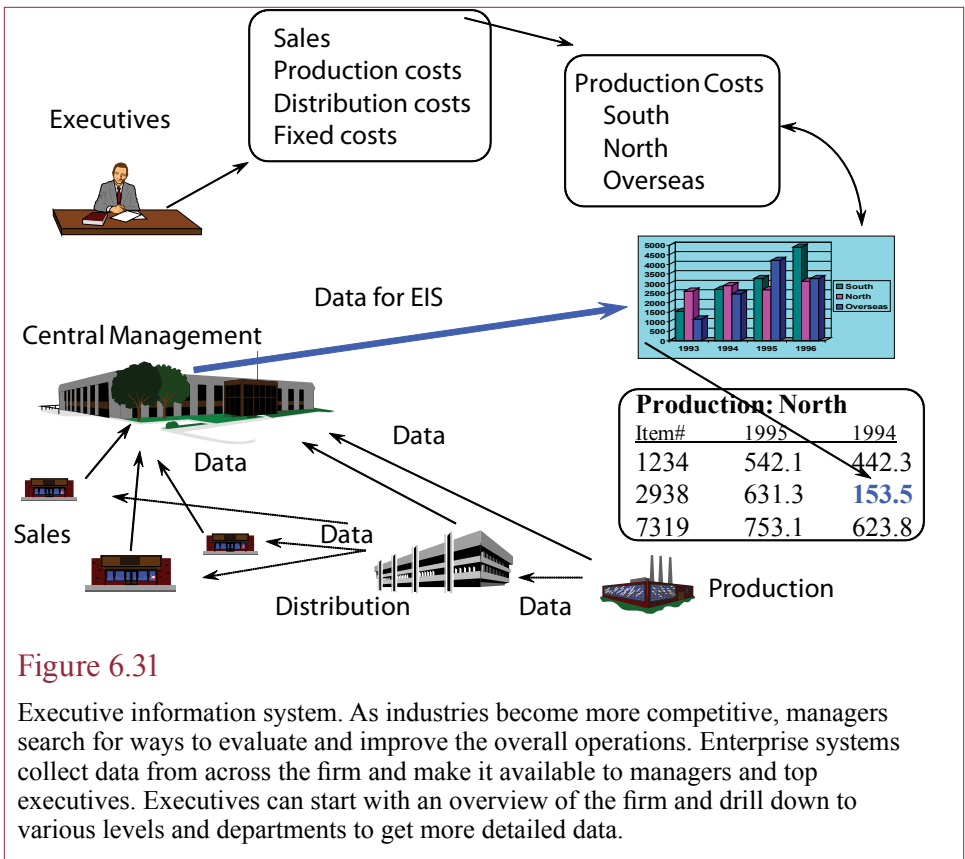 Sales
Production costs
Distribution costs
Fixed costs
Executives
Production Costs
South
North
Overseas
5000
4500
4000
3500
3000
2500
2000
1500
1000
500
0
1993 1994 1995 1996
South
North
Overseas
Data for EIS
Central Management
Production: North
Item# 1995 1994
1234 542.1 442.3
2938 631.3 153.5
7319 753.1 623.8
Data
Data
Sales
Data
Distribution
Data
Production
Figure 6.31
Executive information system. As industries become more competitive, managers
search for ways to evaluate and improve the overall operations. Enterprise systems
collect data from across the firm and make it available to managers and top
executives. Executives can start with an overview of the firm and drill down to
various levels and departments to get more detailed data.